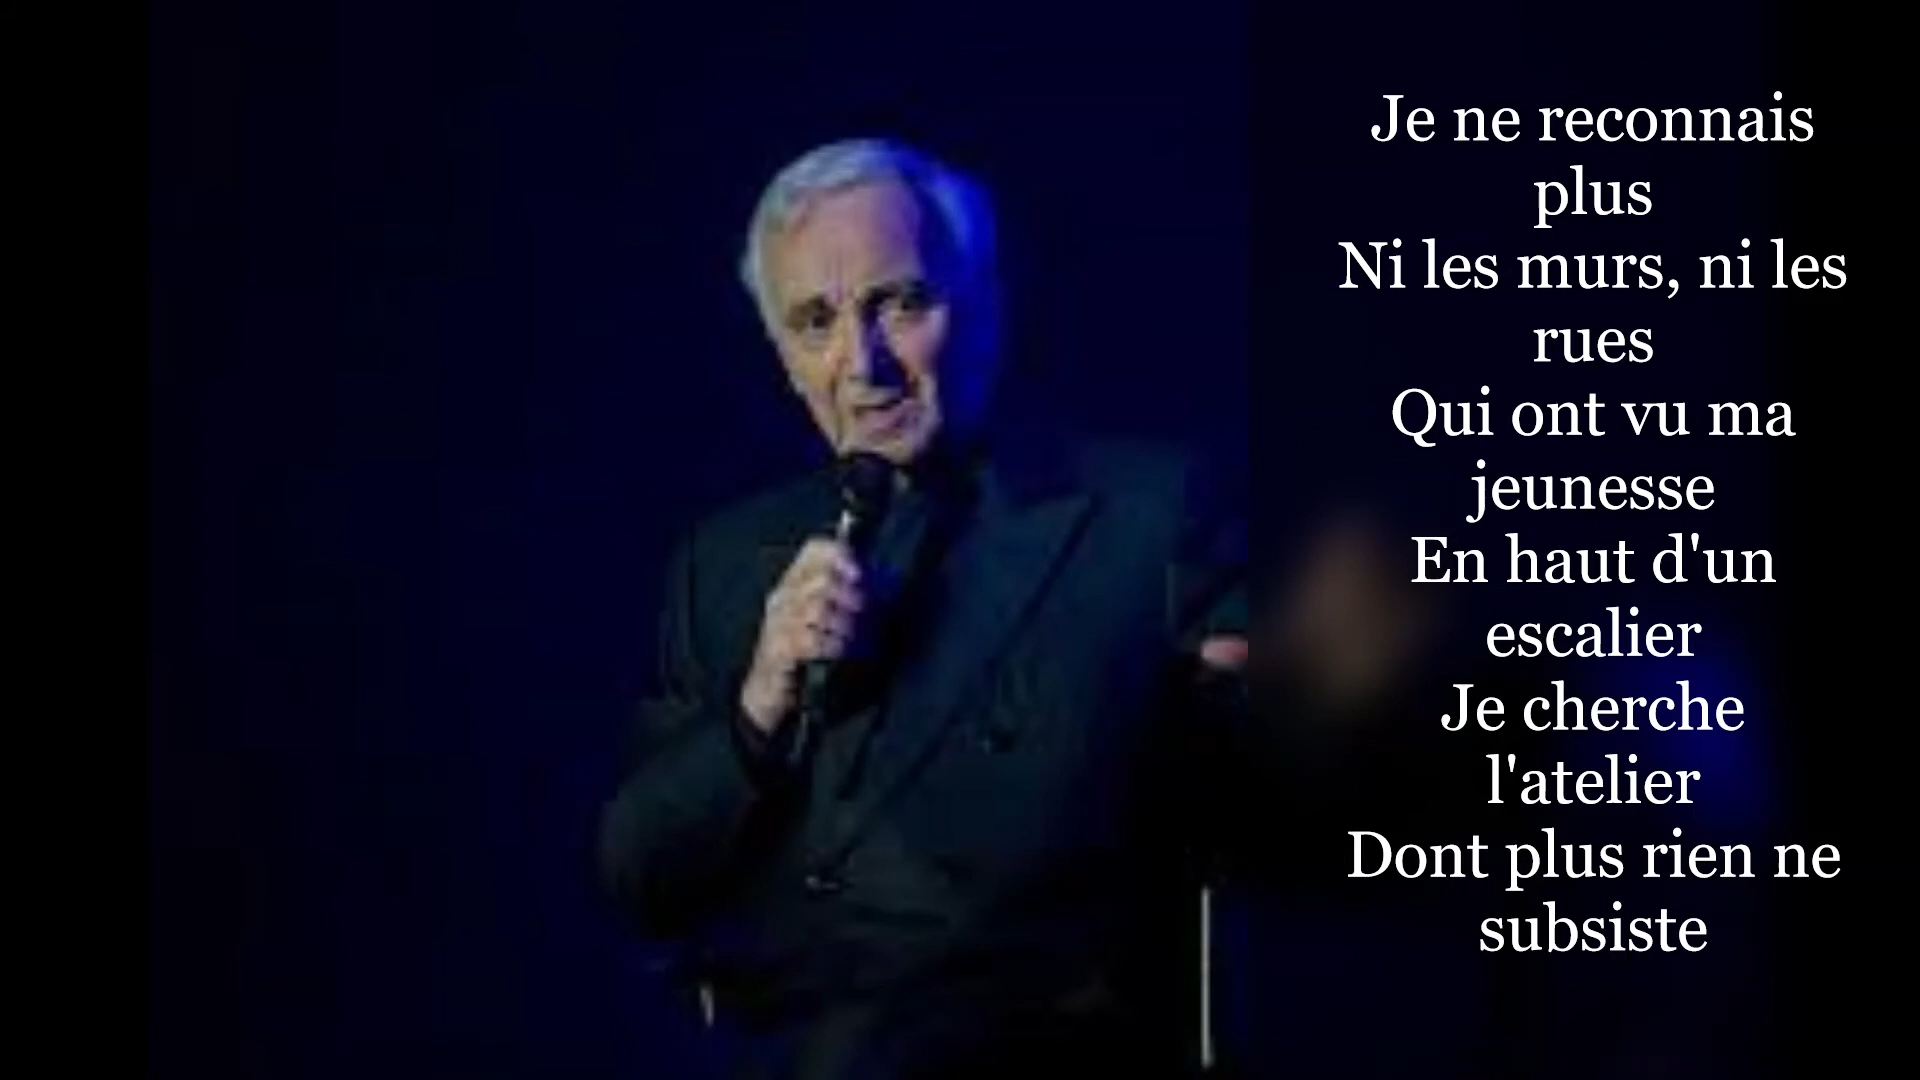 Je ne reconnais
plus
Ni les murs, ni les
rues
Qui ont vu ma
jeunesse
En haut d'un
escalier
Je cherche
l'atelier
Dont plus rien ne
subsiste